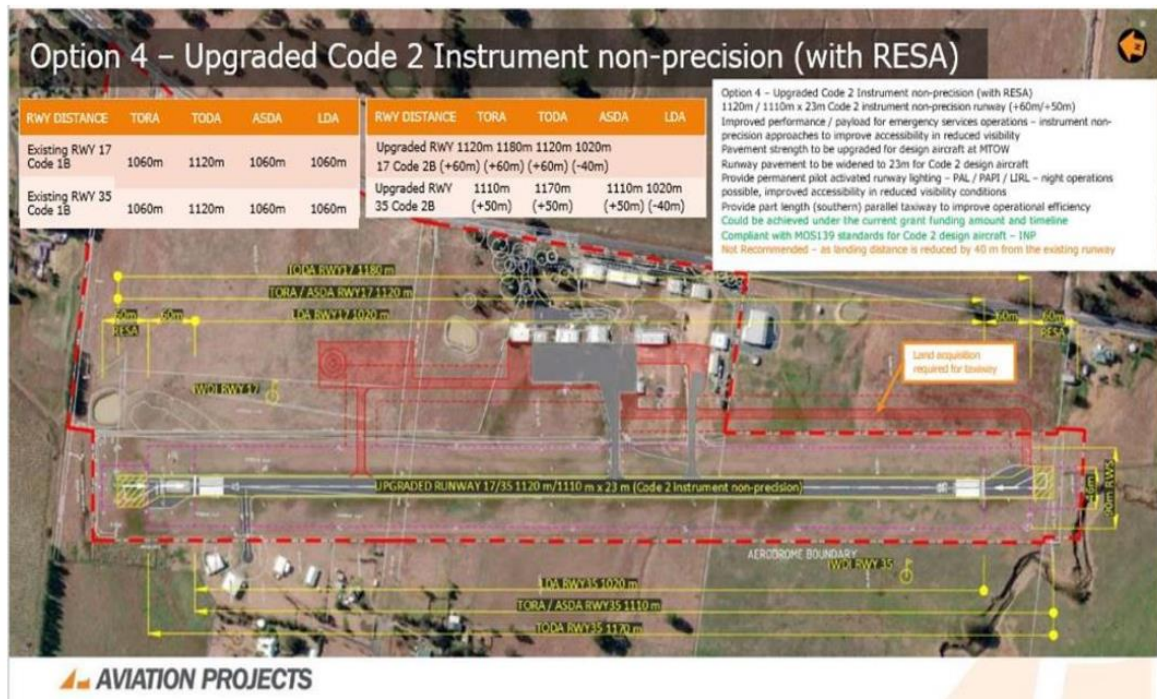 Option 4 – Upgraded Code 2 Instrument non-precision (with RESA)
RWY DISTANCE TORA TODA ASDA LDA
Existing RWY 17 Code 1B 1060m 1120m 1060m 1060m
Existing RWY 35 Code 1B 1060m 1120m 1060m 1060m
RWY DISTANCE TORA TODA ASDA LDA
Upgraded RWY 1120m 1180m 1120m 1020m
17 Code 2B (+60m) (+60m) (+60m) (-40m)
Upgraded RWY 1110m 1170m 1110m 1020m
35 Code 2B (+50m) (+50m) (+50m) (-40m)
Option 4 – Upgraded Code 2 Instrument non-precision (with RESA)
1120m / 1110m x 23m Code 2 instrument non-precision runway (+60m/+50m)
Improved performance / payload for emergency services operations – instrument non-
precision approaches to improve accessibility in reduced visibility
Pavement strength to be upgraded for design aircraft at MTOW
Runway pavement to be widened to 23m for Code 2 design aircraft
Provide permanent pilot activated runway lighting – PAL / PAPI / LIRL – night operations
possible, improved accessibility in reduced visibility conditions
Provide part length (southern) parallel taxiway to improve operational efficiency
Could be achieved under the current grant funding amount and timeline
Compliant with MOS139 standards for Code 2 design aircraft – INP
Not Recommended – as landing distance is reduced by 40 m from the existing runway
TODA RWY17 1180 m
TORA / ASDA RWY17 1120 m
LDA RWY17 1020 m
60m
RESA
60m
60m
60m
RESA
Land acquisition
required for taxiway
IWDI RWY 17
UPGRADED RUNWAY 17/35 1120 m/1110 m x 23 m (Code 2 instrument non-precision)
90m RWS
AERODROME BOUNDARY
IWDI RWY 35
LDA RWY35 1020 m
TORA / ASDA RWY35 1110 m
TODA RWY35 1170 m
AVIATION PROJECTS